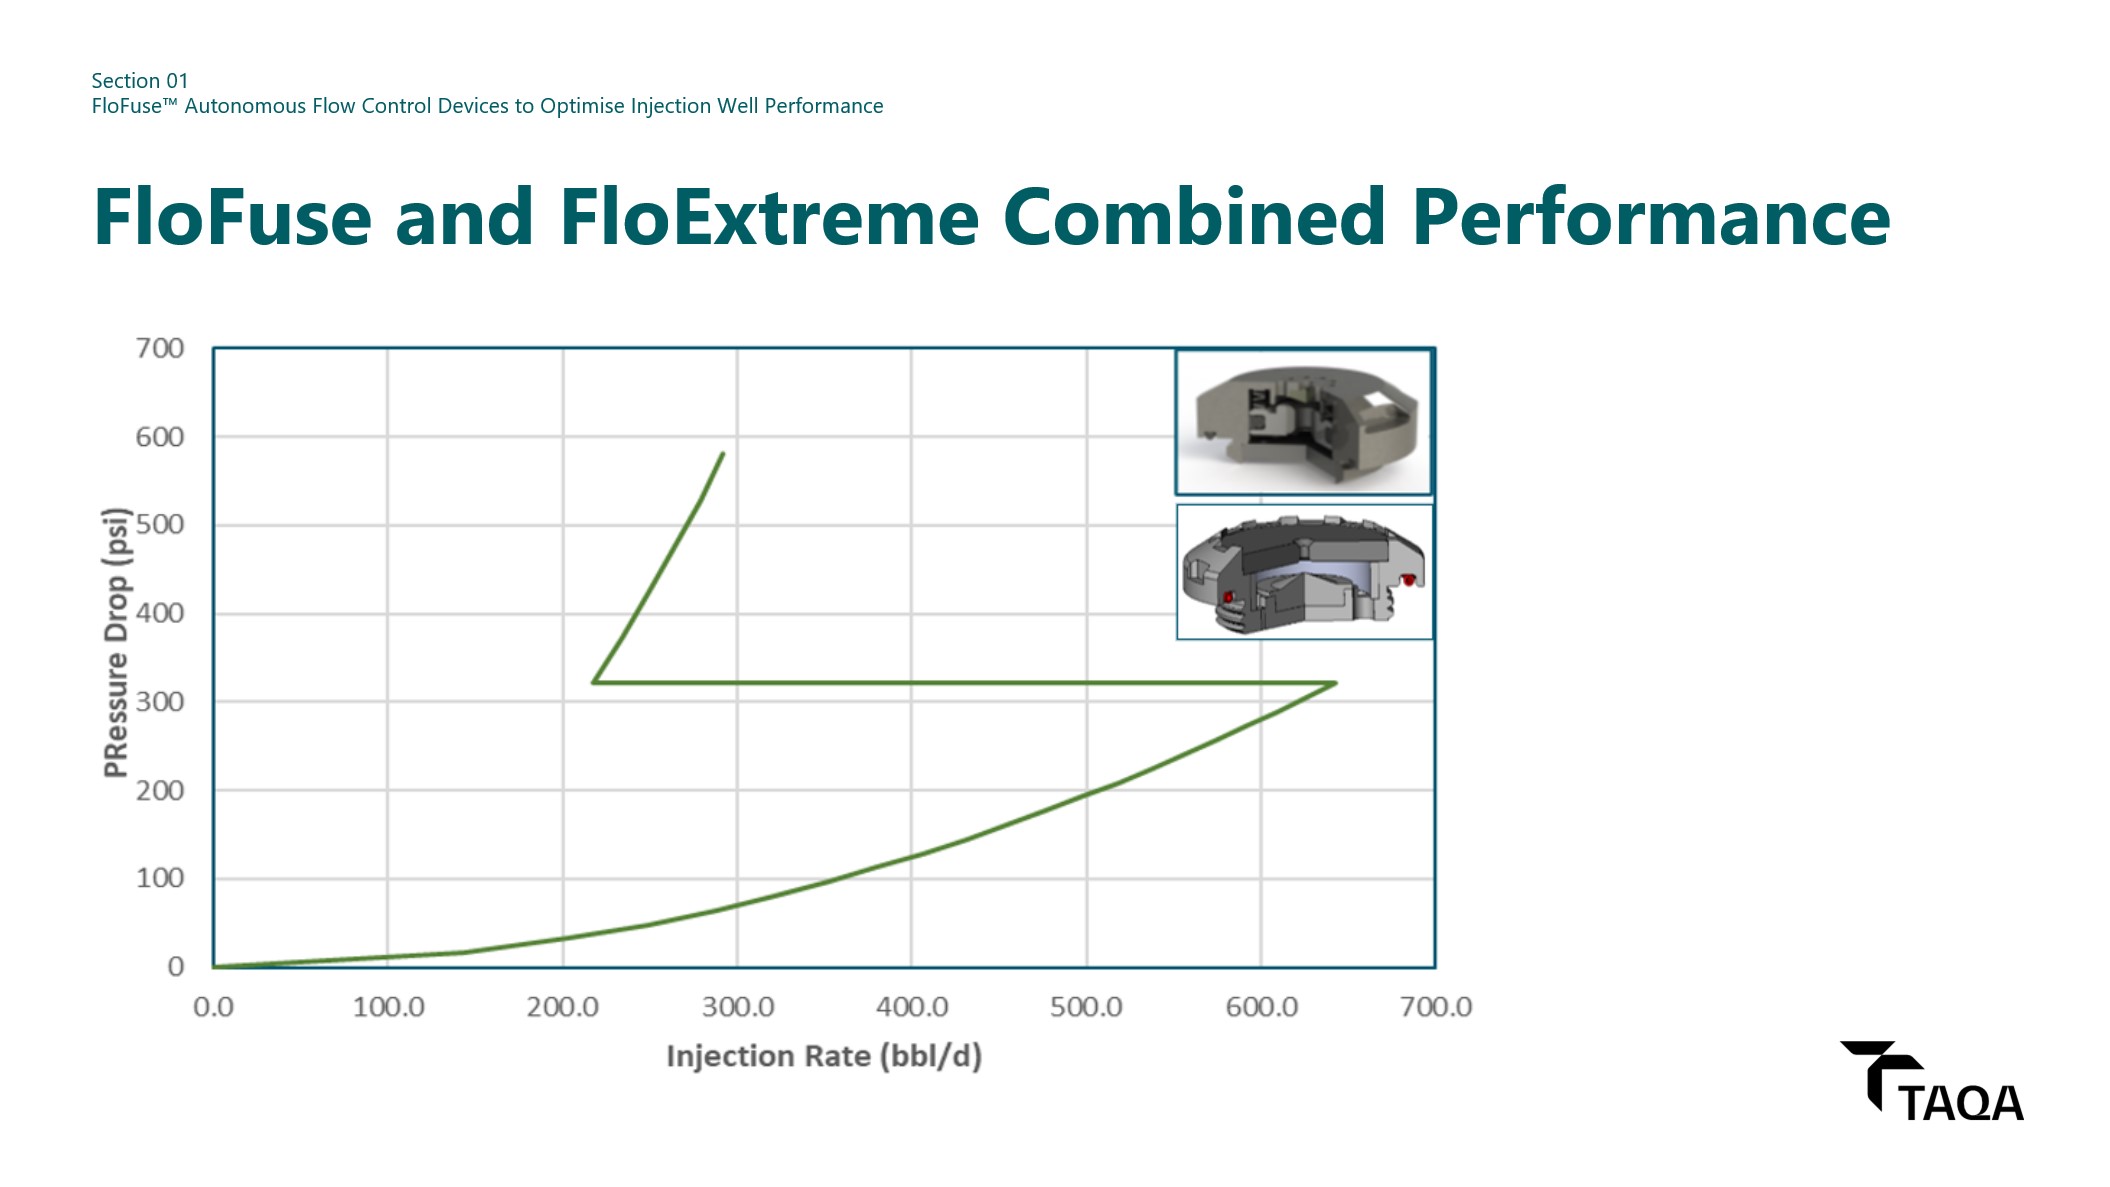 Section 01
FloFuse™ Autonomous Flow Control Devices to Optimise Injection Well Performance
FloFuse and FloExtreme Combined Performance
PRessure Drop (psi)
700
600
500
400
300
200
100
0
0.0 100.0 200.0 300.0 400.0 500.0 600.0 700.0
Injection Rate (bbl/d)
TAQA